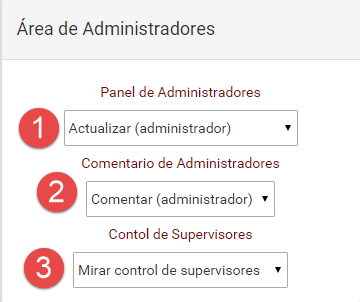 Área de Administradores
Panel de Administradores
1 Actualizar (administrador)
Comentario de Administradores
2 Comentar (administrador)
Contol de Supervisores
3 Mirar control de supervisores